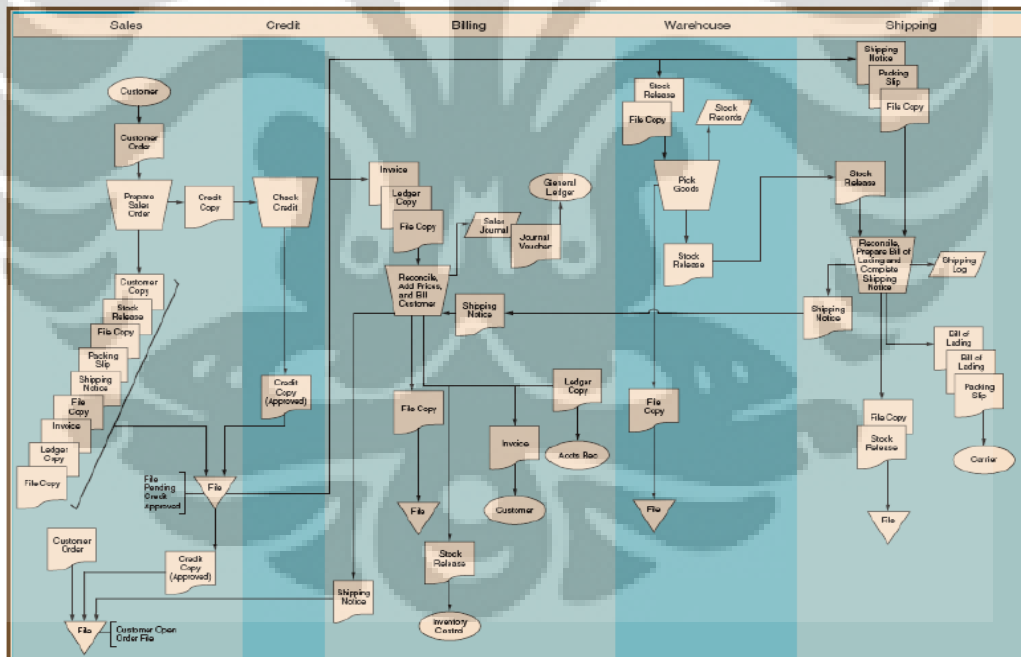 Sales
Credit
Billing
Warehouse
Shipping
Customer
Customer
Order
Prepare
Sales
Order
Credit
Copy
Customer
Copy
Stock
Release
File Copy
Packing
Slip
Shipping
Notice
File
Copy
Invoice
Ledger
Copy
File Copy
File
Pending
Credit
Approved
File
Customer
Order
Credit
Copy
(Approved)
File
Customer Open
Order File
Check
Credit
Credit
Copy
(Approved)
Invoice
Ledger
Copy
File Copy
Sales
Journal
General
Ledger
Journal
Voucher
Reconcile,
Add Prices,
and Bill
Customer
Shipping
Notice
File Copy
File
Ledger
Copy
Accts Rec
Invoice
Customer
Stock
Release
Inventory
Control
Shipping
Notice
Stock
Release
File Copy
Stock
Records
Pick
Goods
Stock
Release
File
Copy
File
Shipping
Notice
Packing
Slip
File Copy
Stock
Release
Reconcile,
Prepare Bill of
Lading and
Complete
Shipping
Notice
Shipping
Log
Shipping
Notice
Bill of
Lading
Bill of
Lading
Packing
Slip
Carrier
File Copy
Stock
Release
File